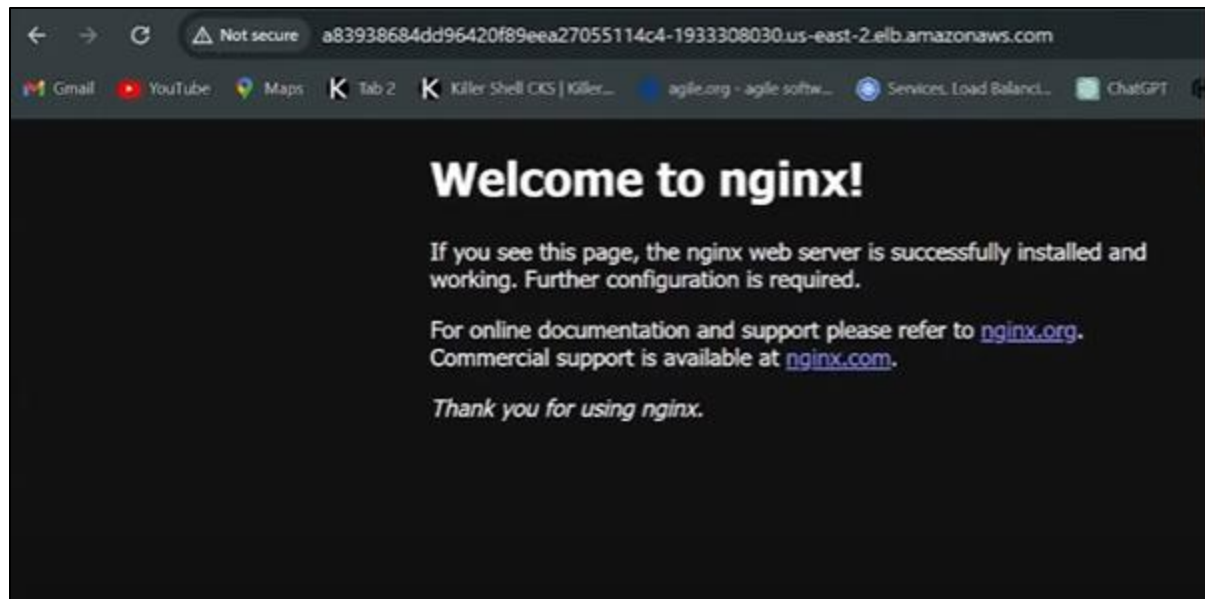 Not secure a83938684dd96420f89eea27055114c4-1933308030.us-east-2.elb.amazonaws.com
Gmail YouTube Maps Tab 2 Killer Shell CKS | Killer... agile.org - agile softw... Services, Load Balanci... ChatGPT
Welcome to nginx!
If you see this page, the nginx web server is successfully installed and
working. Further configuration is required.
For online documentation and support please refer to nginx.org.
Commercial support is available at nginx.com.
Thank you for using nginx.